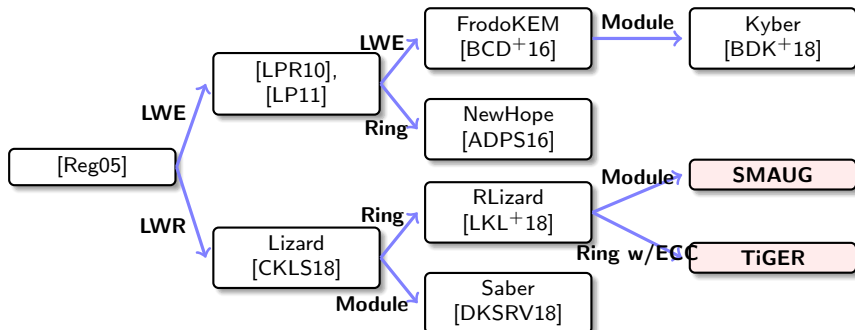 FrodoKEM
[BCD+16]
Module
Kyber
[BDK+18]
LWE
[LPR10],
[LP11]
LWE
Ring
NewHope
[ADPS16]
[Reg05]
LWR
Lizard
[CKLS18]
Ring
RLizard
[LKL+18]
Module
SMAUG
Ring w/ECC
TiGER
Module
Saber
[DKSRV18]